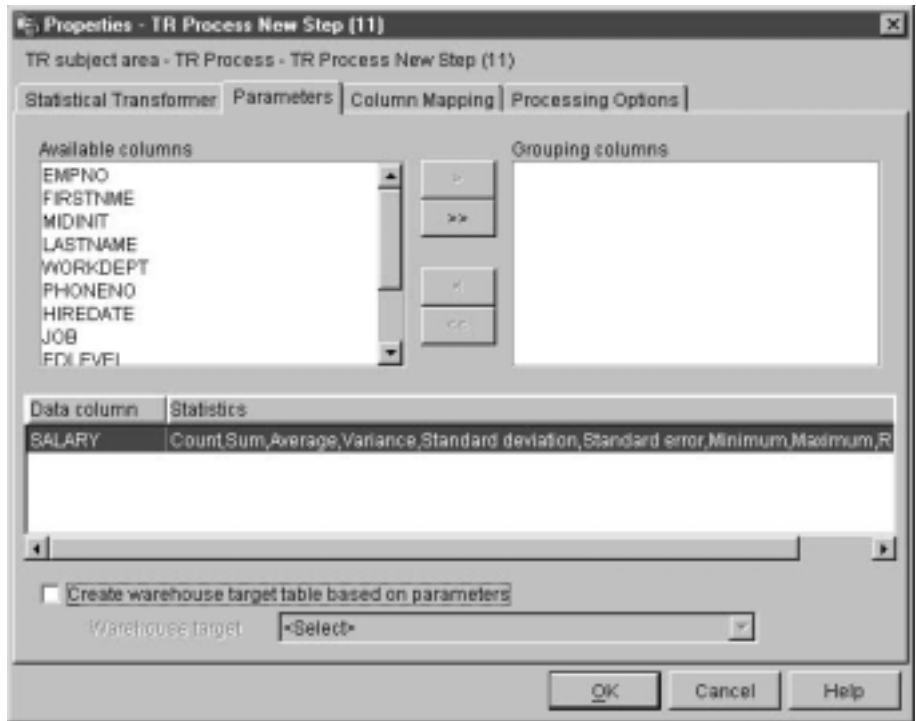 Properties - TR Process New Step (11)
TR subject area - TR Process - TR Process New Step (11)
Statistical Transformer Parameters Column Mapping Processing Options
Available columns Grouping columns
EMPNO
>
FIRSTNME
MIDINIT
>>
LASTNAME
WORKDEPT
PHONENO
<
HIREDATE
JOB
<<
EDLEVEL
Data column Statistics
SALARY Count,Sum,Average,Variance,Standard deviation,Standard error,Minimum,Maximum,R
Create warehouse target table based on parameters
Warehouse target <Select>
OK Cancel Help